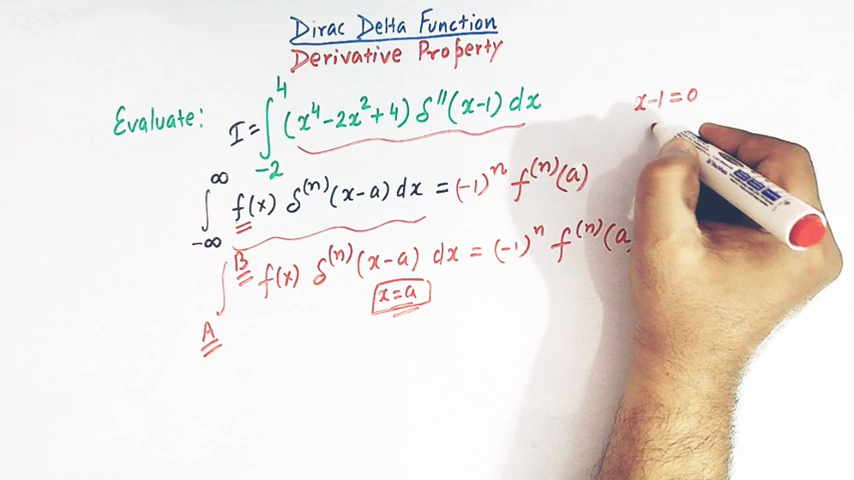 Dirac Delta Function
Derivative Property
Evaluate: I = ∫_{-2}^{4} (x⁴ - 2x² + 4) δ''(x-1) dx
x-1 = 0
∫_{-∞}^{∞} f(x) δ⁽ⁿ⁾(x-a) dx = (-1)ⁿ f⁽ⁿ⁾(a)
∫_{A}^{B} f(x) δ⁽ⁿ⁾(x-a) dx = (-1)ⁿ f⁽ⁿ⁾(a
x=a